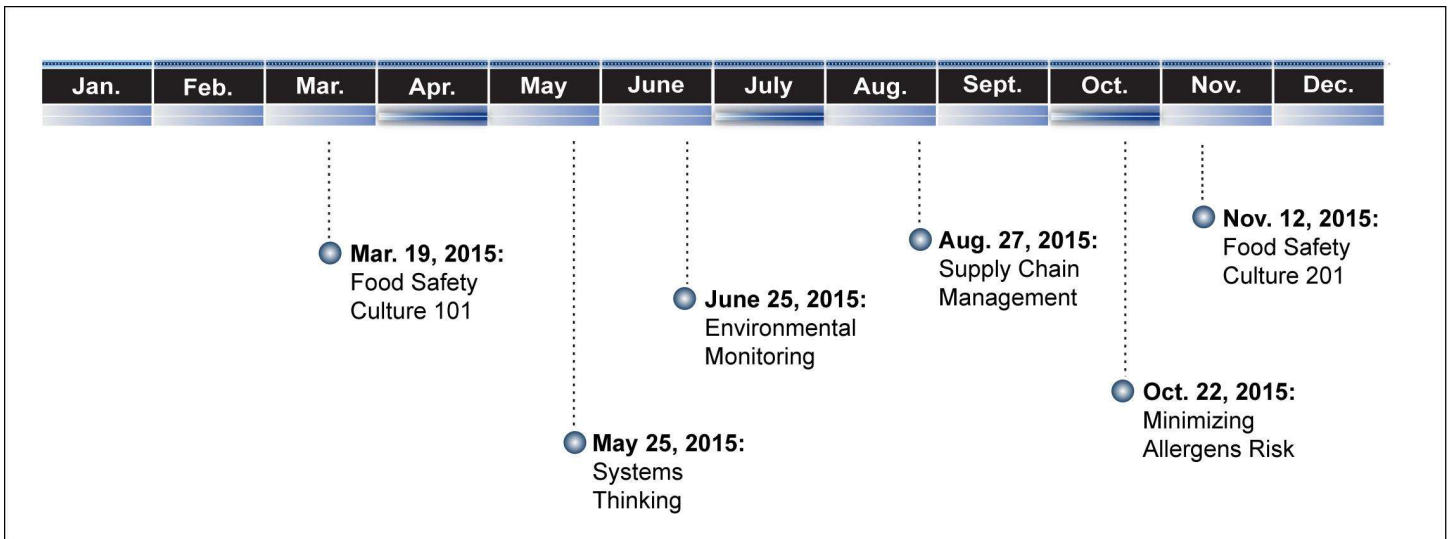 Jan. Feb. Mar. Apr. May June July Aug. Sept. Oct. Nov. Dec.
Mar. 19, 2015:
Food Safety
Culture 101
May 25, 2015:
Systems
Thinking
June 25, 2015:
Environmental
Monitoring
Aug. 27, 2015:
Supply Chain
Management
Oct. 22, 2015:
Minimizing
Allergens Risk
Nov. 12, 2015:
Food Safety
Culture 201